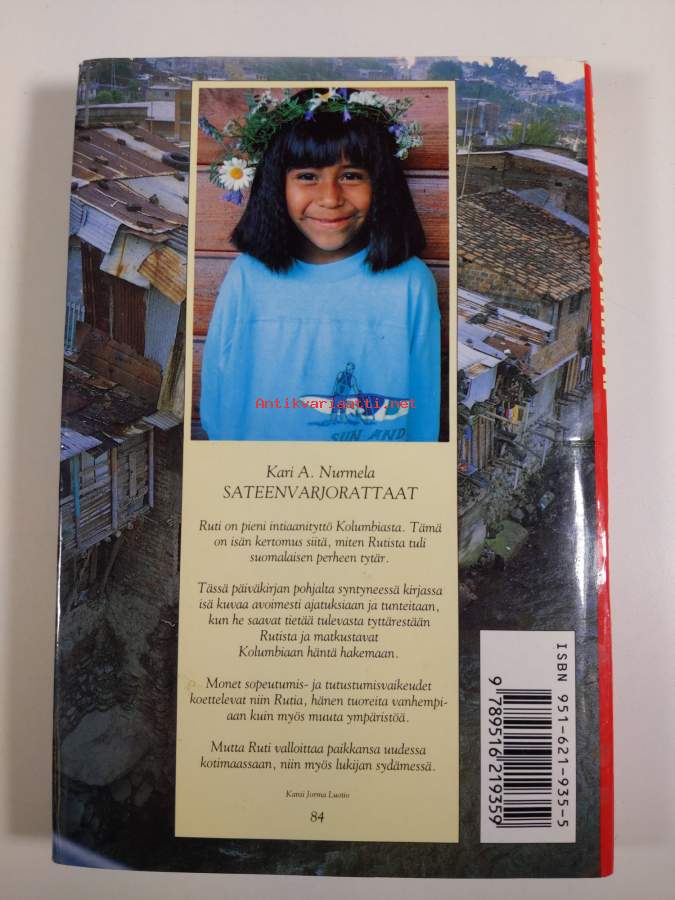 Antikvariaatti.net
SUN AND
Kari A. Nurmela
SATEENVARJORATTAAT
Ruti on pieni intiaanityttö Kolumbiasta. Tämä
on isän kertomus siitä, miten Rutista tuli
suomalaisen perheen tytär.
Tässä päiväkirjan pohjalta syntyneessä kirjassa
isä kuvaa avoimesti ajatuksiaan ja tunteitaan,
kun he saavat tietää tulevasta tyttärestään
Rutista ja matkustavat
Kolumbiaan häntä hakemaan.
Monet sopeutumis- ja tutustumisvaikeudet
koettelevat niin Rutia, hänen tuoreita vanhempi-
aan kuin myös muuta ympäristöä.
Mutta Ruti valloittaa paikkansa uudessa
kotimaassaan, niin myös lukijan sydämessä.
Kansi Jorma Luotio
84
ISBN 951-621-935-5
9 789516 219359